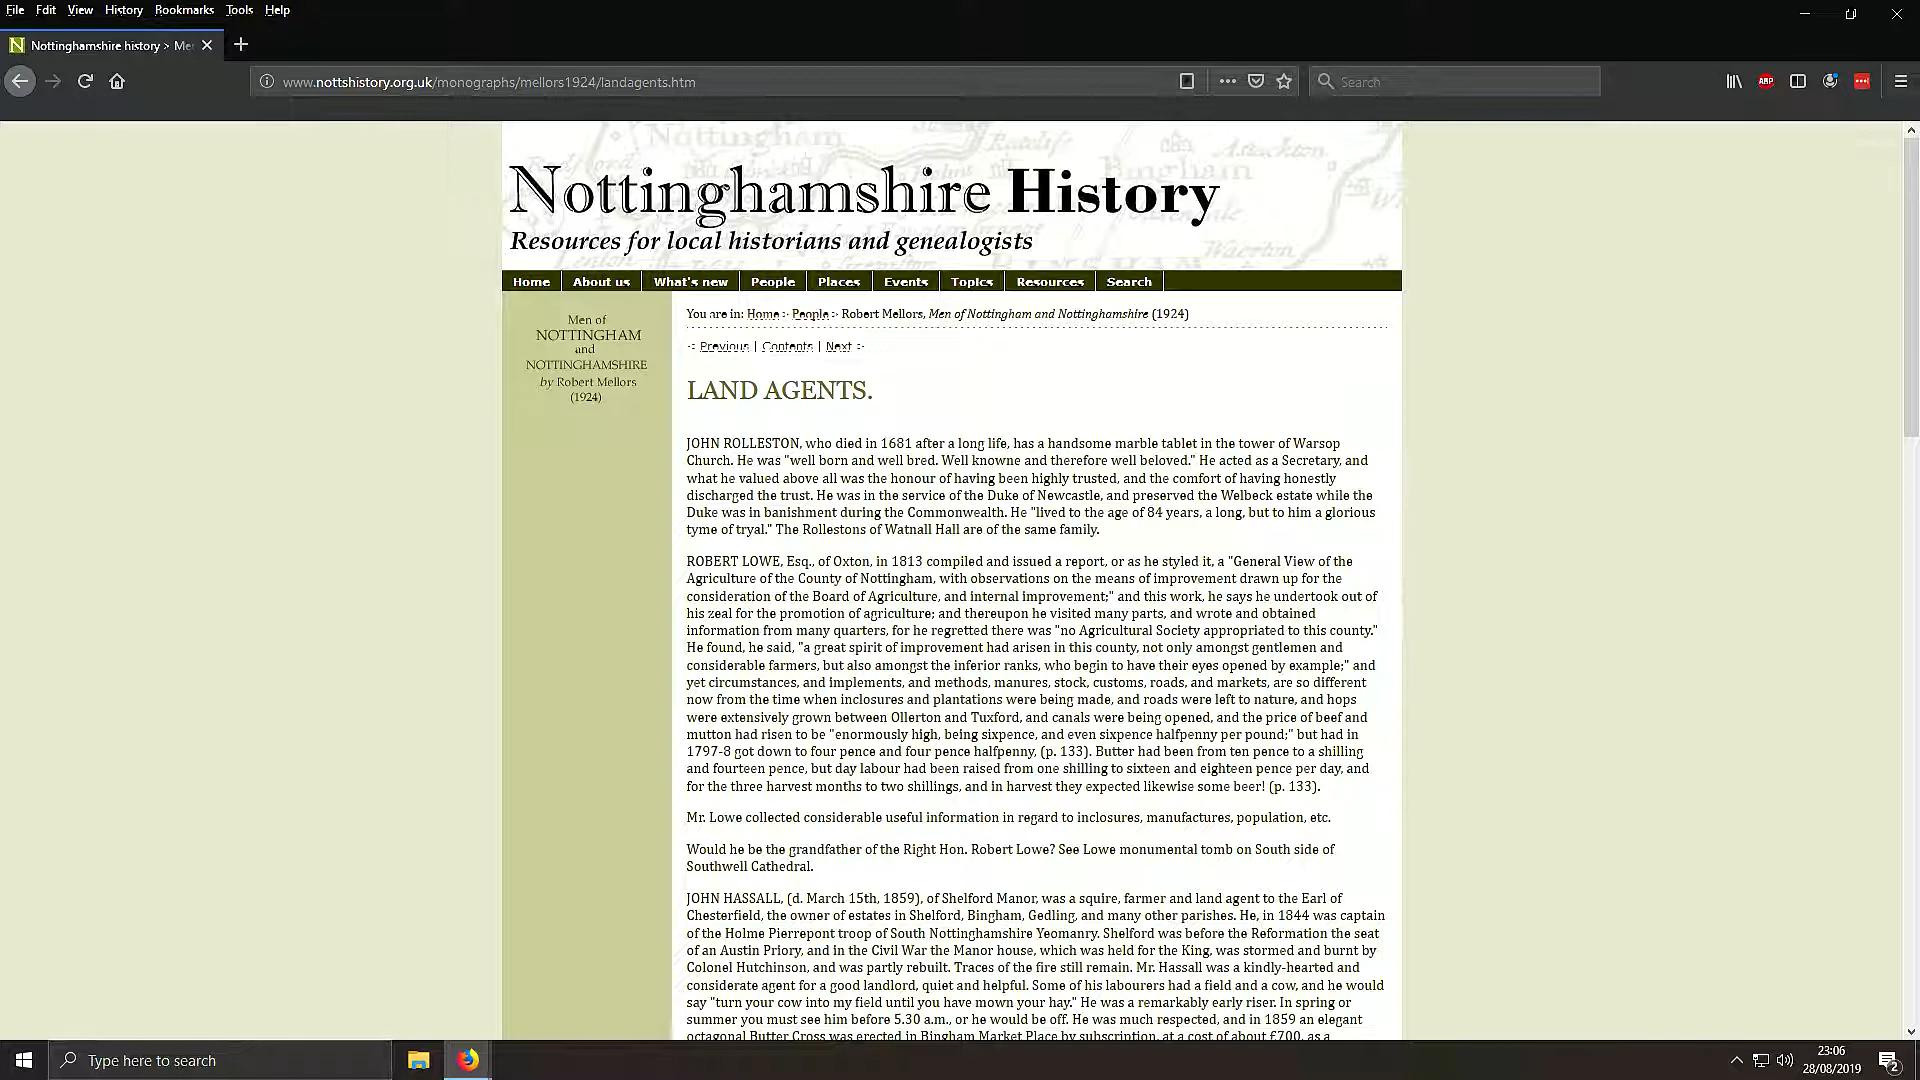 File Edit View History Bookmarks Tools Help
Nottinghamshire history > Me
www.nottshistory.org.uk/monographs/mellors1924/landagents.htm
Search
ABP
Nottinghamshire History
Resources for local historians and genealogists
Home About us What's new People Places Events Topics Resources Search
Men of
NOTTINGHAM
and
NOTTINGHAMSHIRE
by Robert Mellors
(1924)
You are in: Home > People > Robert Mellors, Men of Nottingham and Nottinghamshire (1924)
< Previous | Contents | Next >
LAND AGENTS.
JOHN ROLLESTON, who died in 1681 after a long life, has a handsome marble tablet in the tower of Warsop
Church. He was "well born and well bred. Well knowne and therefore well beloved." He acted as a Secretary, and
what he valued above all was the honour of having been highly trusted, and the comfort of having honestly
discharged the trust. He was in the service of the Duke of Newcastle, and preserved the Welbeck estate while the
Duke was in banishment during the Commonwealth. He "lived to the age of 84 years, a long, but to him a glorious
tyme of tryal." The Rollestons of Watnall Hall are of the same family.
ROBERT LOWE, Esq., of Oxton, in 1813 compiled and issued a report, or as he styled it, a "General View of the
Agriculture of the County of Nottingham, with observations on the means of improvement drawn up for the
consideration of the Board of Agriculture, and internal improvement;" and this work, he says he undertook out of
his zeal for the promotion of agriculture; and thereupon he visited many parts, and wrote and obtained
information from many quarters, for he regretted there was "no Agricultural Society appropriated to this county."
He found, he said, "a great spirit of improvement had arisen in this county, not only amongst gentlemen and
considerable farmers, but also amongst the inferior ranks, who begin to have their eyes opened by example;" and
yet circumstances, and implements, and methods, manures, stock, customs, roads, and markets, are so different
now from the time when inclosures and plantations were being made, and roads were left to nature, and hops
were extensively grown between Ollerton and Tuxford, and canals were being opened, and the price of beef and
mutton had risen to be "enormously high, being sixpence, and even sixpence halfpenny per pound;" but had in
1797-8 got down to four pence and four pence halfpenny, (p. 133). Butter had been from ten pence to a shilling
and fourteen pence, but day labour had been raised from one shilling to sixteen and eighteen pence per day, and
for the three harvest months to two shillings, and in harvest they expected likewise some beer! (p. 133).
Mr. Lowe collected considerable useful information in regard to inclosures, manufactures, population, etc.
Would he be the grandfather of the Right Hon. Robert Lowe? See Lowe monumental tomb on South side of
Southwell Cathedral.
JOHN HASSALL, (d. March 15th, 1859), of Shelford Manor, was a squire, farmer and land agent to the Earl of
Chesterfield, the owner of estates in Shelford, Bingham, Gedling, and many other parishes. He, in 1844 was captain
of the Holme Pierrepont troop of South Nottinghamshire Yeomanry. Shelford was before the Reformation the seat
of an Austin Priory, and in the Civil War the Manor house, which was held for the King, was stormed and burnt by
Colonel Hutchinson, and was partly rebuilt. Traces of the fire still remain. Mr. Hassall was a kindly-hearted and
considerate agent for a good landlord, quiet and helpful. Some of his labourers had a field and a cow, and he would
say "turn your cow into my field until you have mown your hay." He was a remarkably early riser. In spring or
summer you must see him before 5.30 a.m., or he would be off. He was much respected, and in 1859 an elegant
octagonal Butter Cross was erected in Bingham Market Place by subscription, at a cost of about £700, as a
Type here to search
23:06
28/08/2019
2